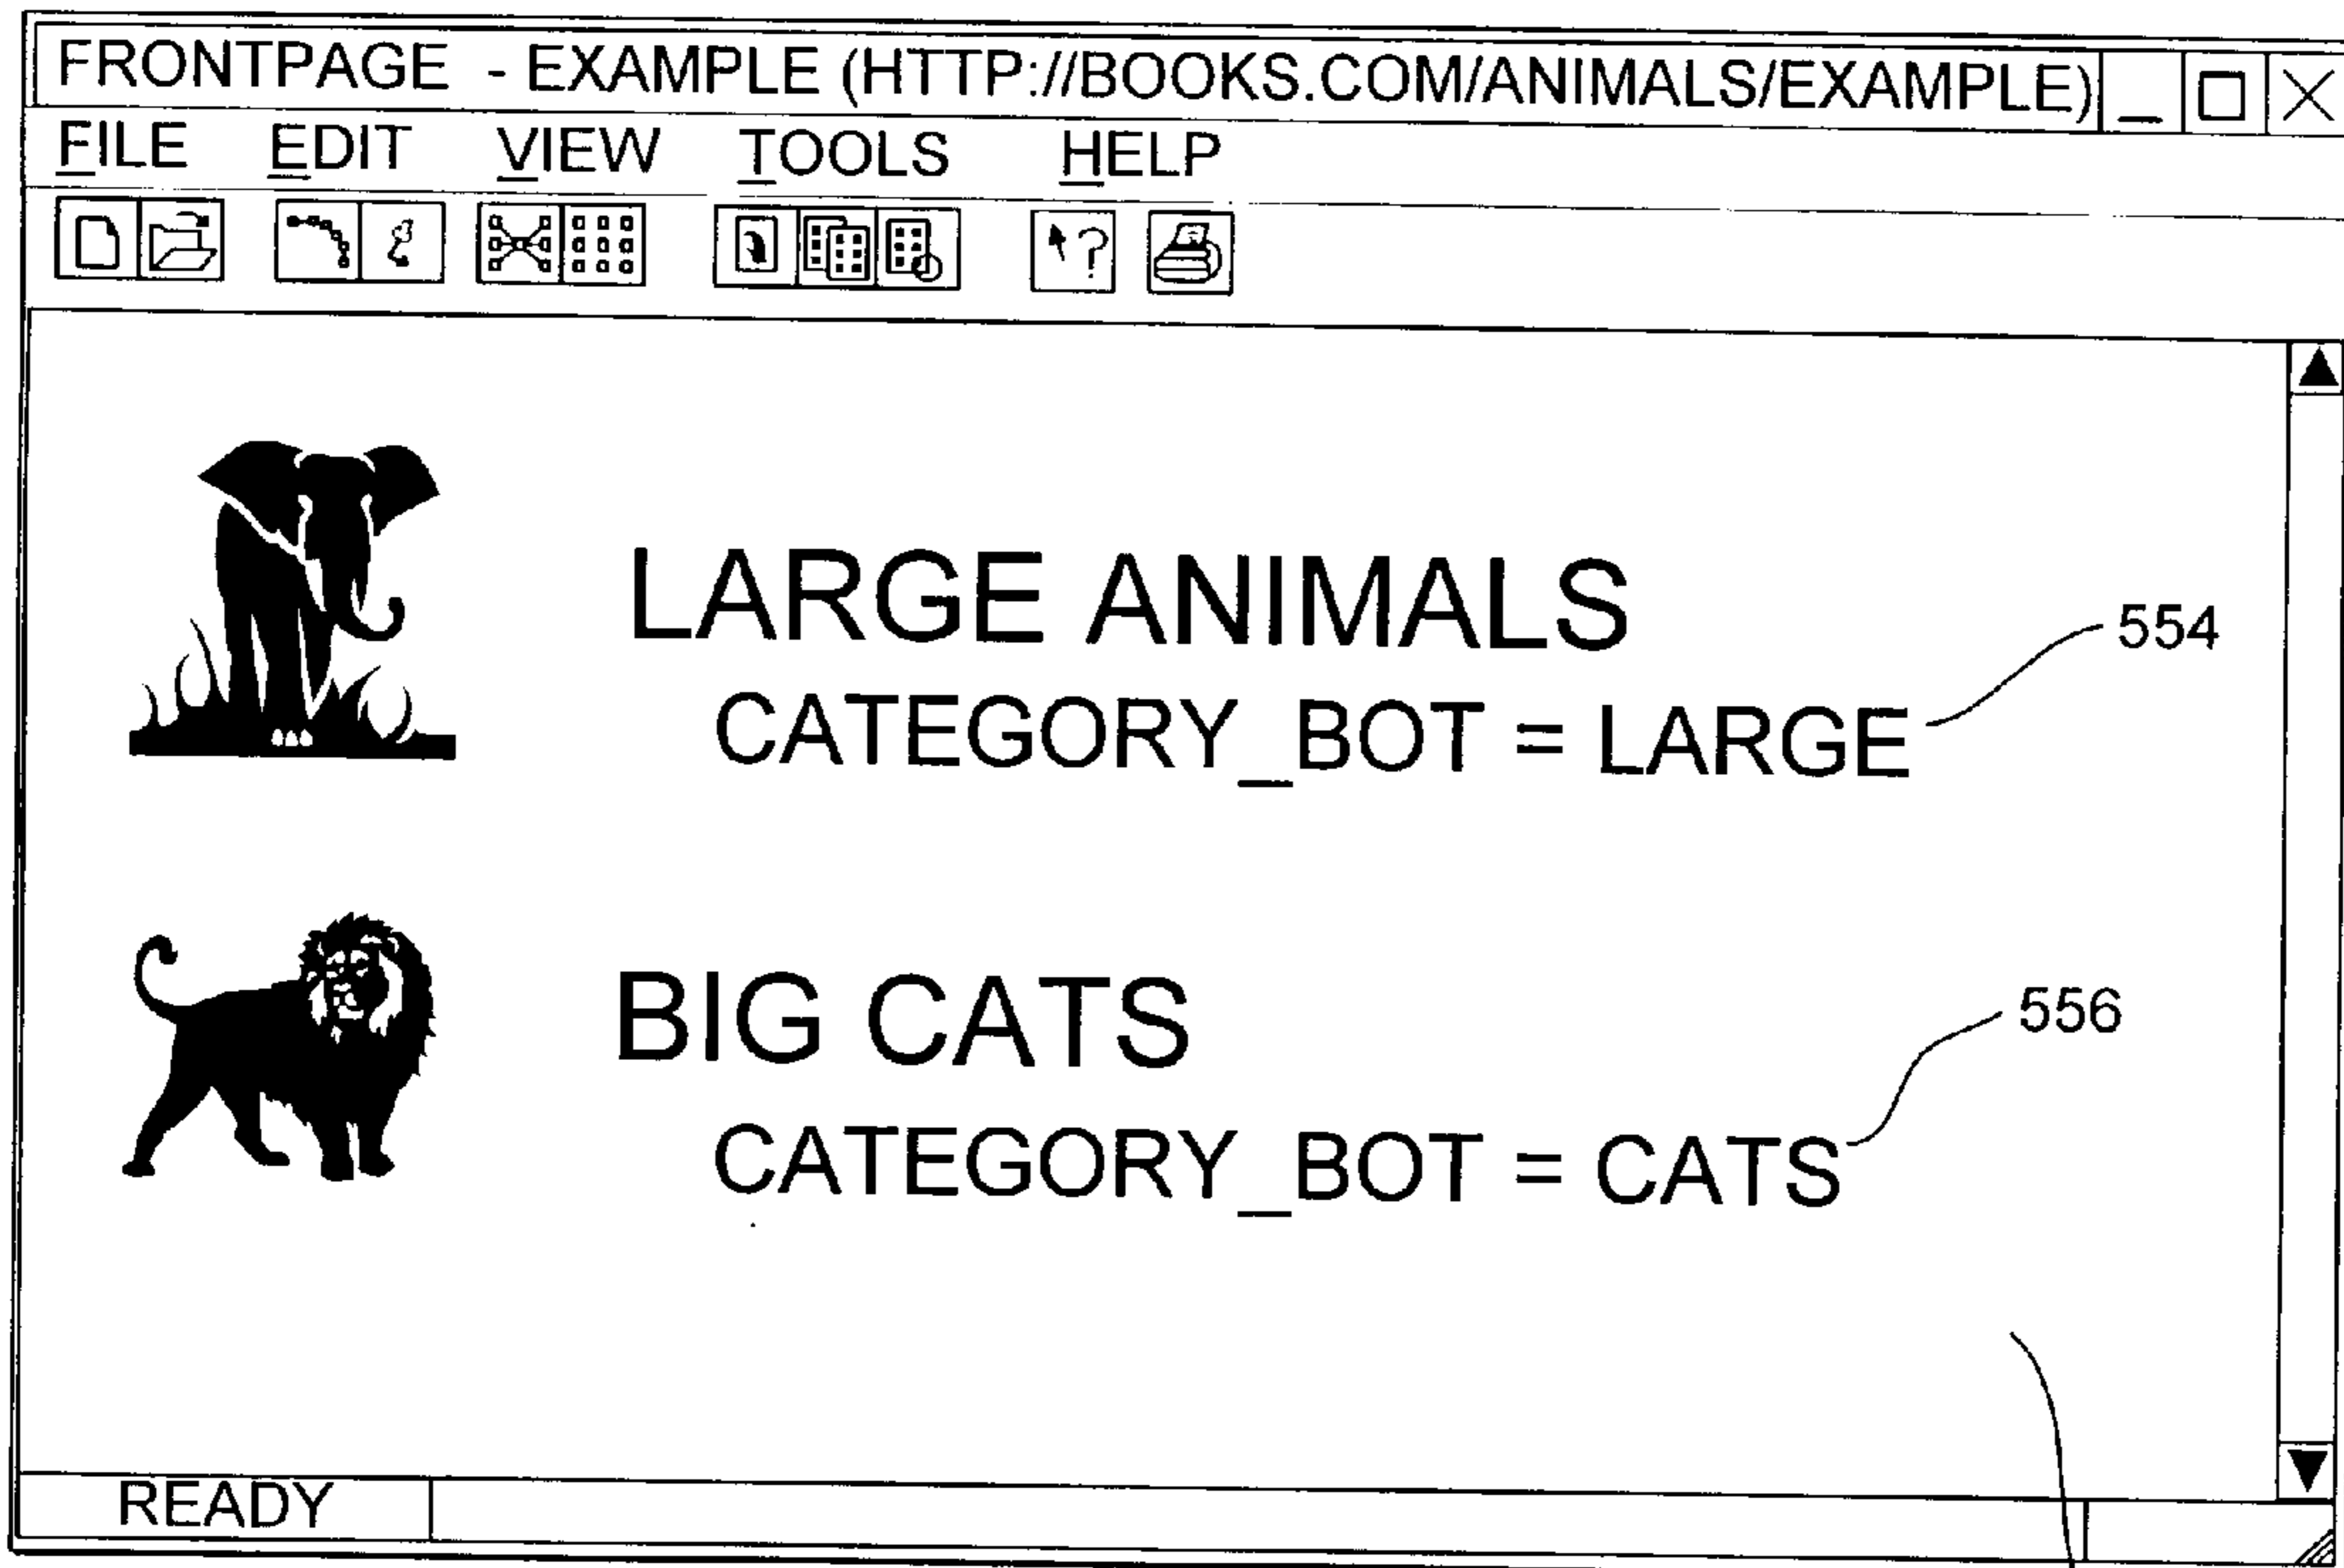 FRONTPAGE - EXAMPLE (HTTP://BOOKS.COM/ANIMALS/EXAMPLE)
FILE EDIT VIEW TOOLS HELP
LARGE ANIMALS
554
CATEGORY_BOT = LARGE
BIG CATS
556
CATEGORY_BOT = CATS
READY